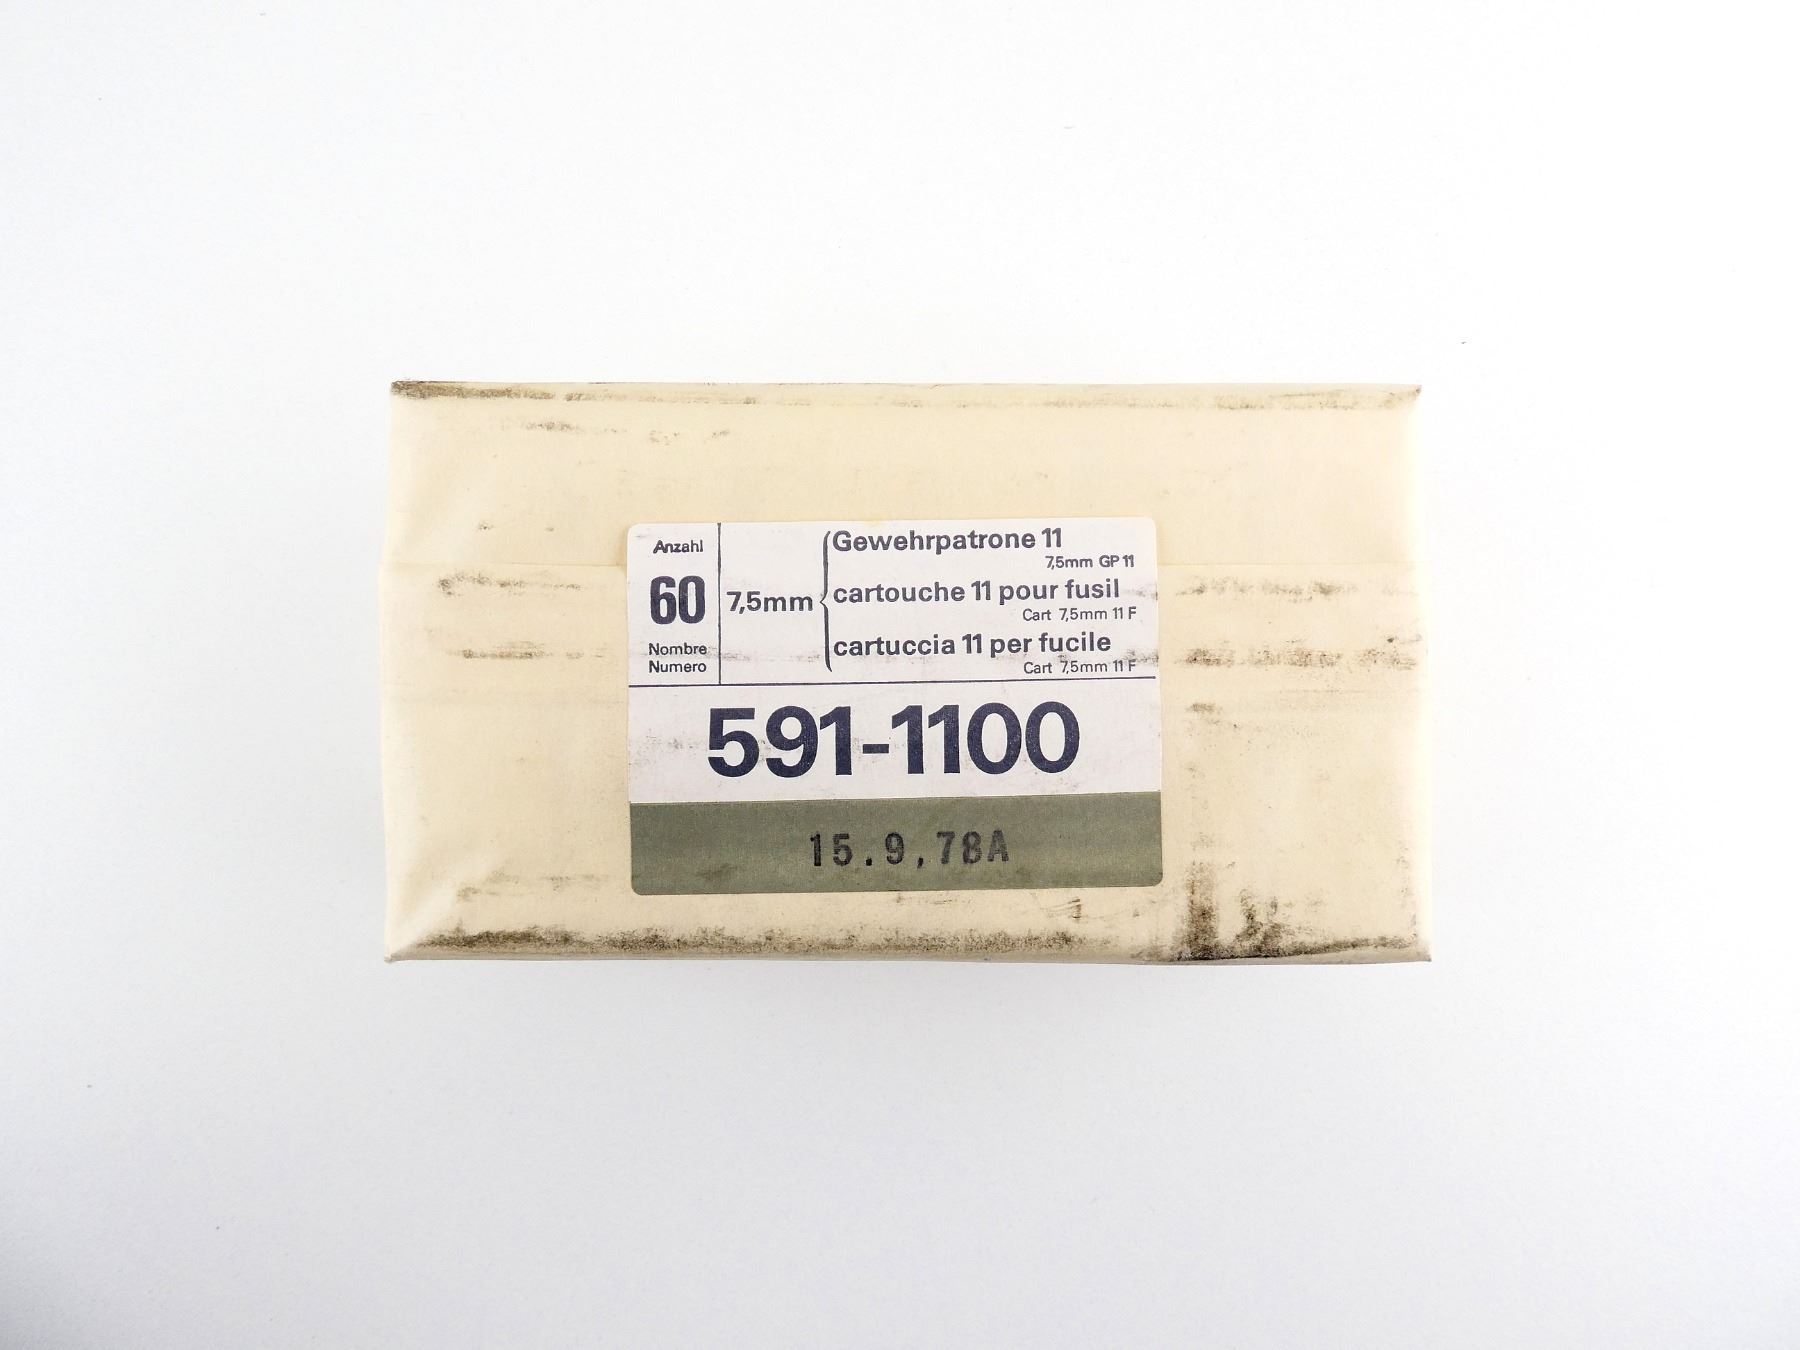 Anzahl
60
Nombre
Numero
7,5mm
Gewehrpatrone 11
7,5mm GP 11
cartouche 11 pour fusil
Cart 7,5mm 11 F
cartuccia 11 per fucile
Cart 7,5mm 11 F
591-1100
15.9,78A